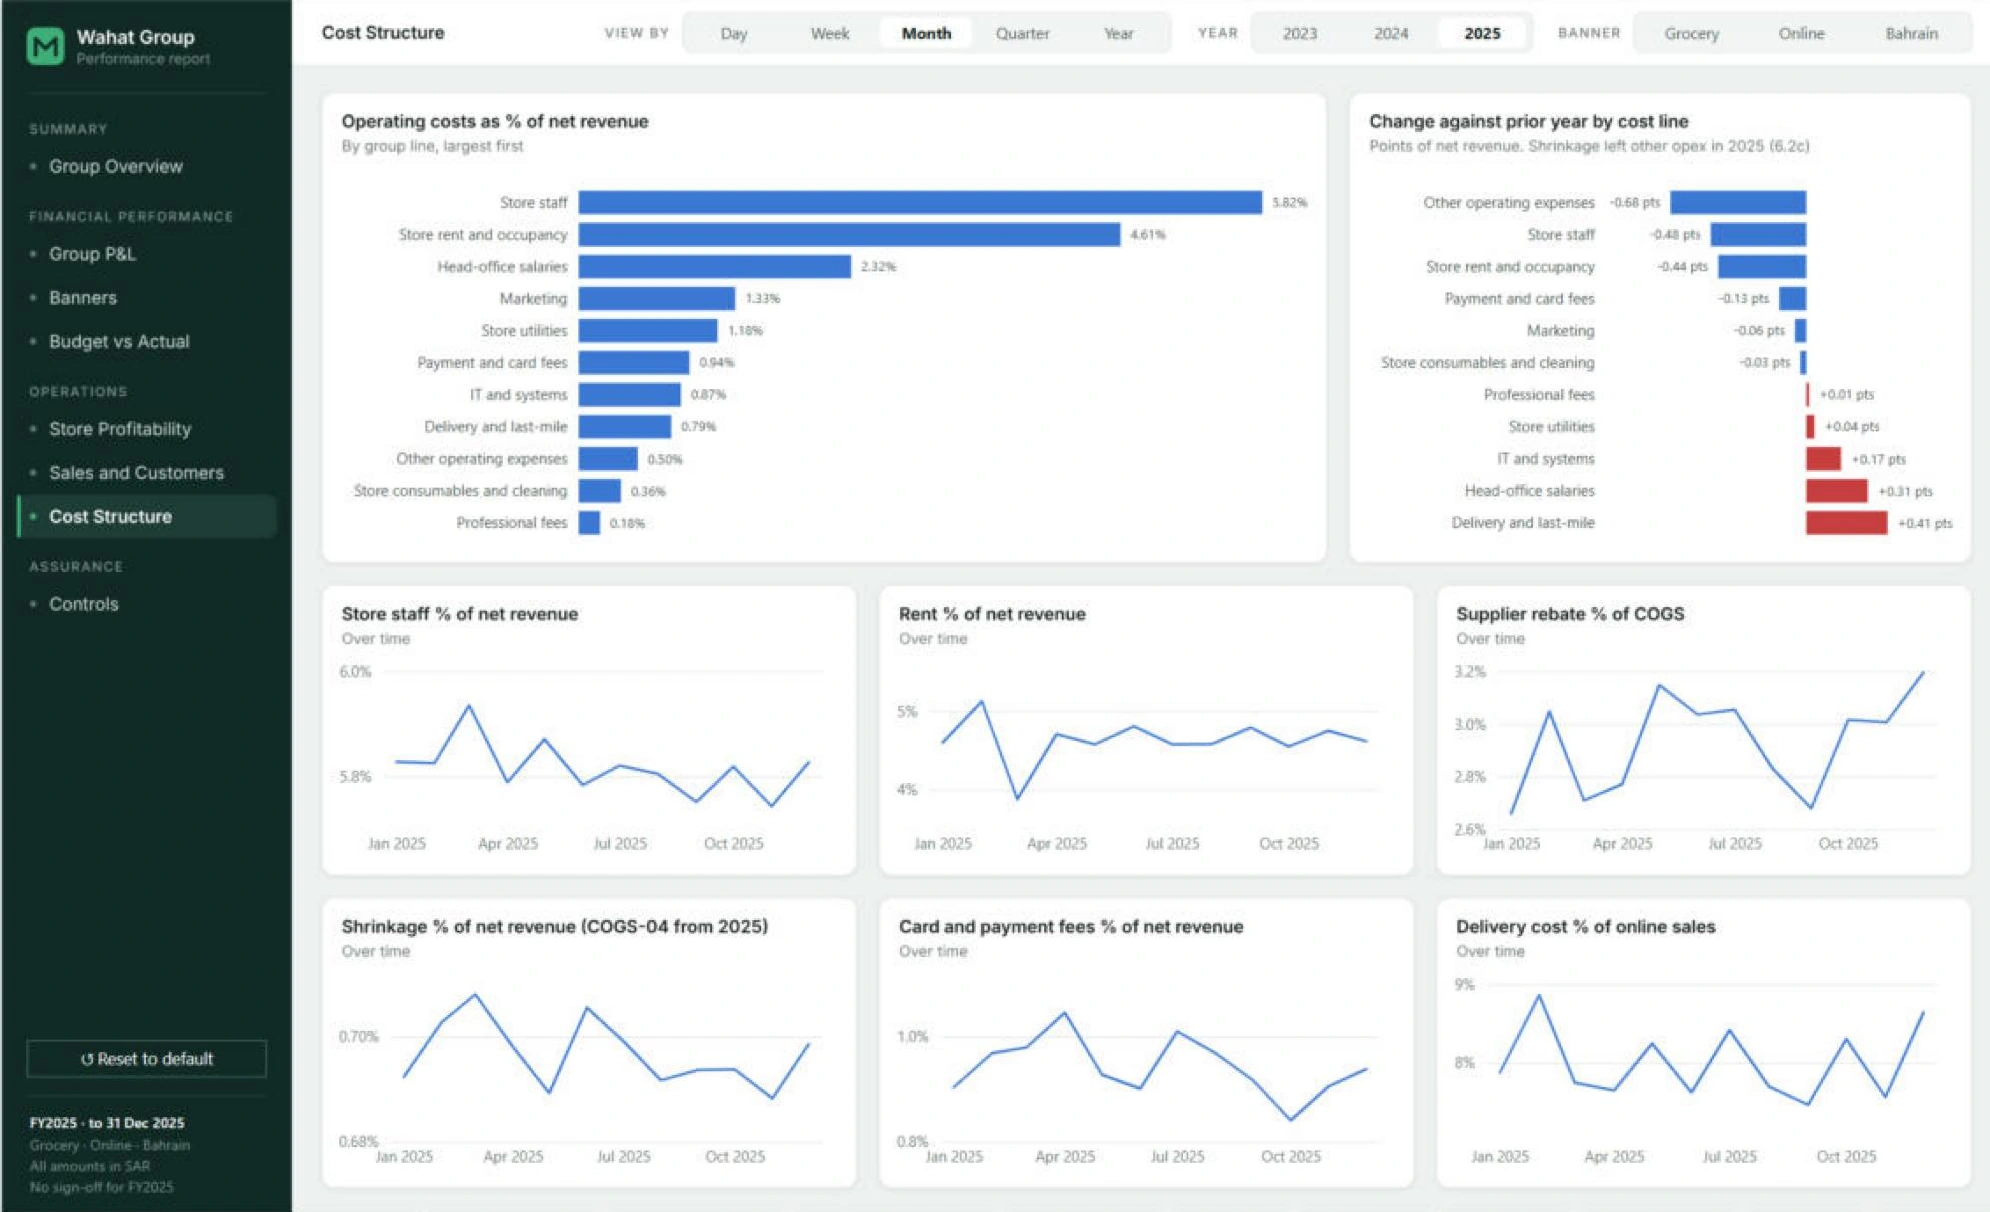 Wahat Group
Performance report
SUMMARY
Group Overview
FINANCIAL PERFORMANCE
Group P&L
Banners
Budget vs Actual
OPERATIONS
Store Profitability
Sales and Customers
Cost Structure
ASSURANCE
Controls
↺ Reset to default
FY2025 · to 31 Dec 2025
Grocery · Online · Bahrain
All amounts in SAR
No sign-off for FY2025
Cost Structure
VIEW BY Day Week Month Quarter Year
YEAR 2023 2024 2025
BANNER Grocery Online Bahrain
Operating costs as % of net revenue
By group line, largest first
Store staff 5.82%
Store rent and occupancy 4.61%
Head-office salaries 2.32%
Marketing 1.33%
Store utilities 1.18%
Payment and card fees 0.94%
IT and systems 0.87%
Delivery and last-mile 0.79%
Other operating expenses 0.50%
Store consumables and cleaning 0.36%
Professional fees 0.18%
Change against prior year by cost line
Points of net revenue. Shrinkage left other opex in 2025 (6.2c)
Other operating expenses -0.68 pts
Store staff -0.48 pts
Store rent and occupancy -0.44 pts
Payment and card fees -0.13 pts
Marketing -0.06 pts
Store consumables and cleaning -0.03 pts
Professional fees +0.01 pts
Store utilities +0.04 pts
IT and systems +0.17 pts
Head-office salaries +0.31 pts
Delivery and last-mile +0.41 pts
Store staff % of net revenue
Over time
6.0%
5.8%
Jan 2025 Apr 2025 Jul 2025 Oct 2025
Rent % of net revenue
Over time
5%
4%
Jan 2025 Apr 2025 Jul 2025 Oct 2025
Supplier rebate % of COGS
Over time
3.2%
3.0%
2.8%
2.6%
Jan 2025 Apr 2025 Jul 2025 Oct 2025
Shrinkage % of net revenue (COGS-04 from 2025)
Over time
0.70%
0.68%
Jan 2025 Apr 2025 Jul 2025 Oct 2025
Card and payment fees % of net revenue
Over time
1.0%
0.8%
Jan 2025 Apr 2025 Jul 2025 Oct 2025
Delivery cost % of online sales
Over time
9%
8%
Jan 2025 Apr 2025 Jul 2025 Oct 2025